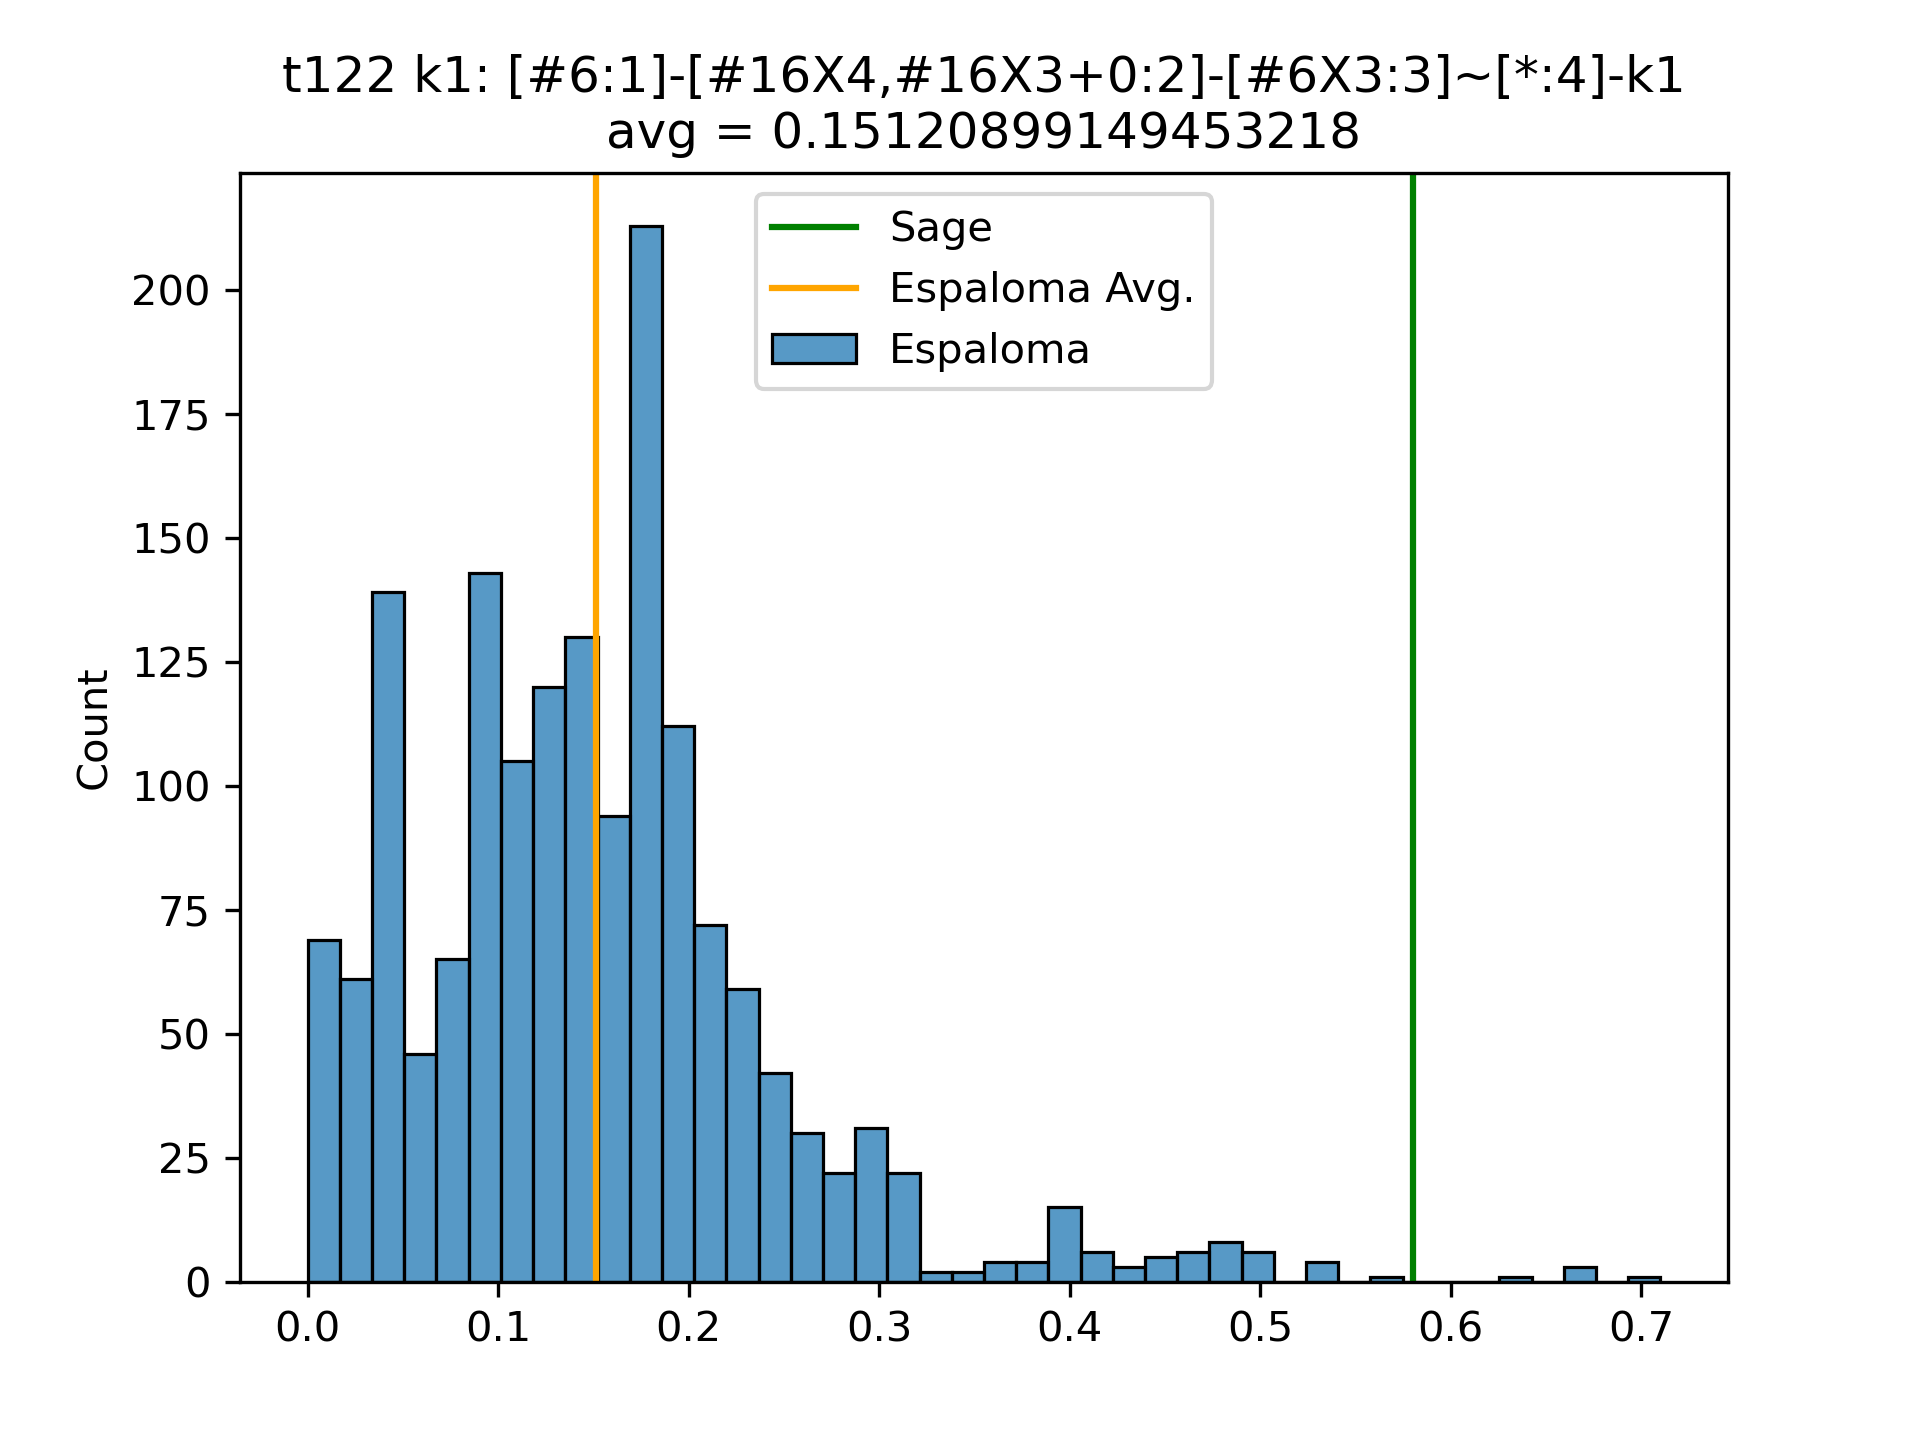 t122 k1: [#6:1]-[#16X4,#16X3+0:2]-[#6X3:3]~[*:4]-k1
avg = 0.15120899149453218
Sage
Espaloma Avg.
Espaloma
Count
200
175
150
125
100
75
50
25
0
0.0 0.1 0.2 0.3 0.4 0.5 0.6 0.7